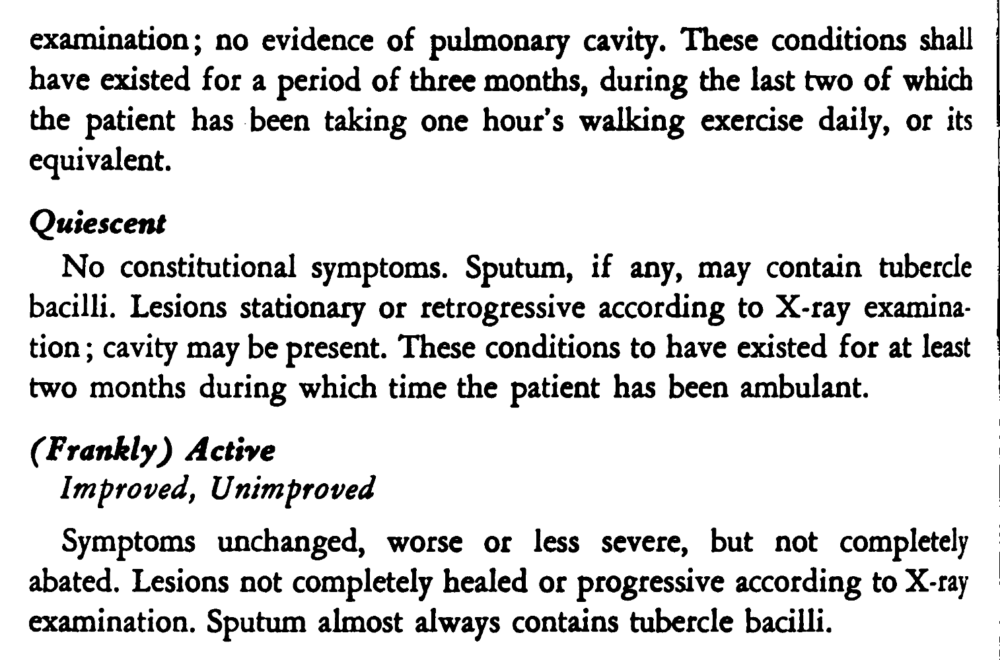 examination; no evidence of pulmonary cavity. These conditions shall
have existed for a period of three months, during the last two of which
the patient has been taking one hour's walking exercise daily, or its
equivalent.
Quiescent
No constitutional symptoms. Sputum, if any, may contain tubercle
bacilli. Lesions stationary or retrogressive according to X-ray examina-
tion; cavity may be present. These conditions to have existed for at least
two months during which time the patient has been ambulant.
(Frankly) Active
Improved, Unimproved
Symptoms unchanged, worse or less severe, but not completely
abated. Lesions not completely healed or progressive according to X-ray
examination. Sputum almost always contains tubercle bacilli.